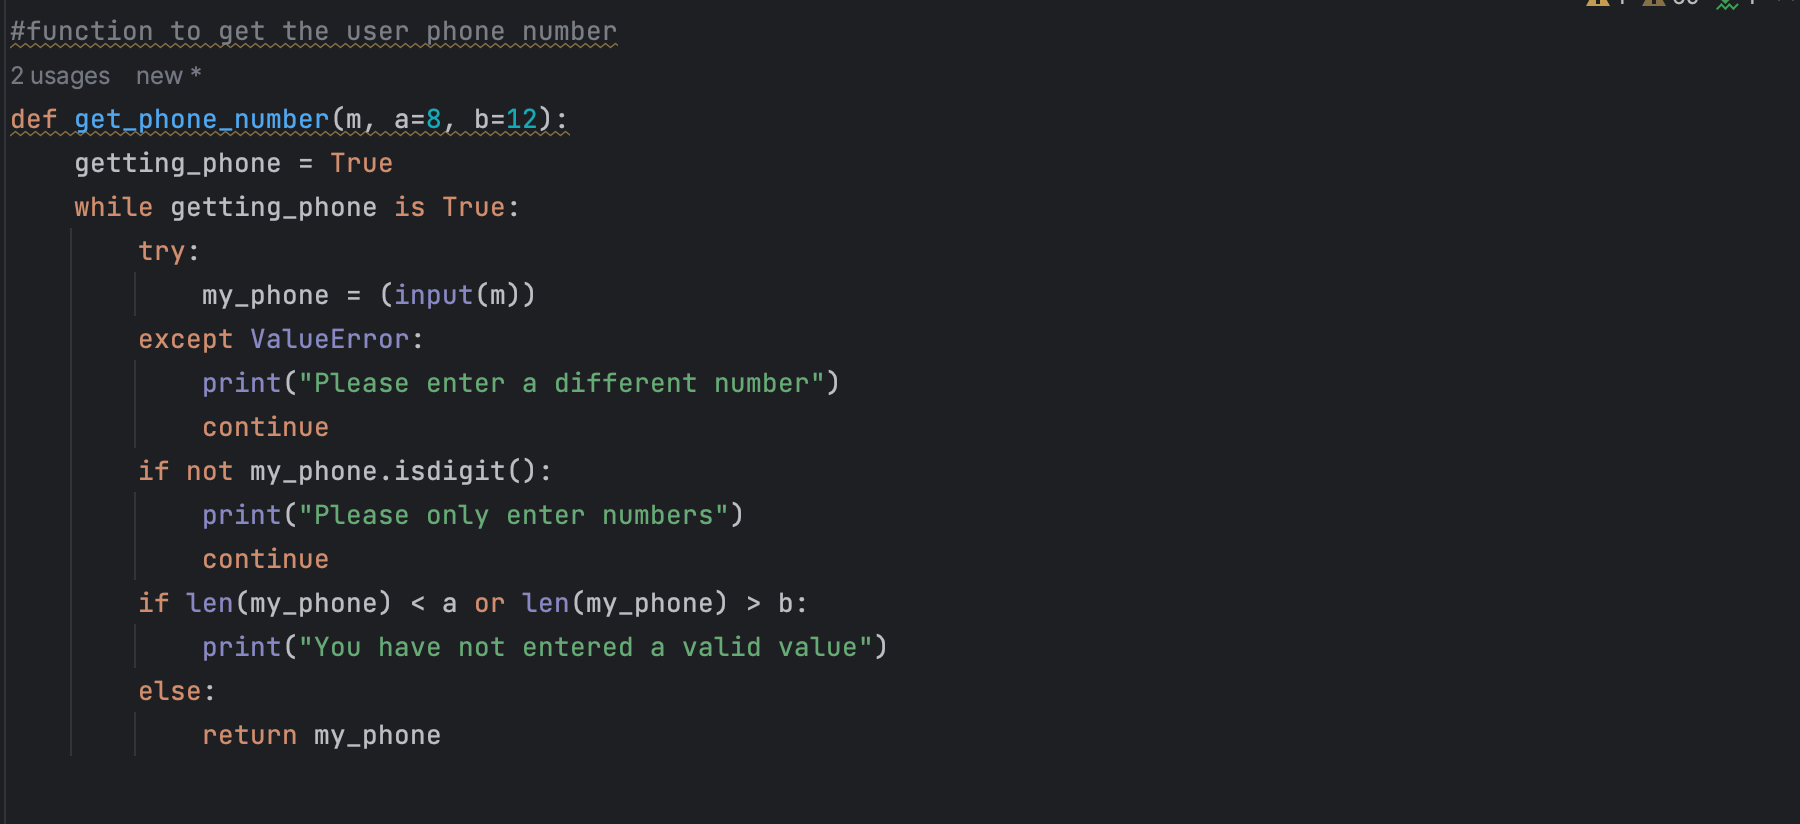 #function to get the user phone number
2 usages new *
def get_phone_number(m, a=8, b=12):
    getting_phone = True
    while getting_phone is True:
        try:
            my_phone = (input(m))
        except ValueError:
            print("Please enter a different number")
            continue
        if not my_phone.isdigit():
            print("Please only enter numbers")
            continue
        if len(my_phone) < a or len(my_phone) > b:
            print("You have not entered a valid value")
        else:
            return my_phone